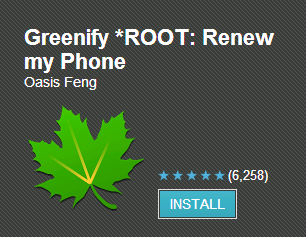 Greenify *ROOT: Renew
my Phone
Oasis Feng
(6,258)
INSTALL